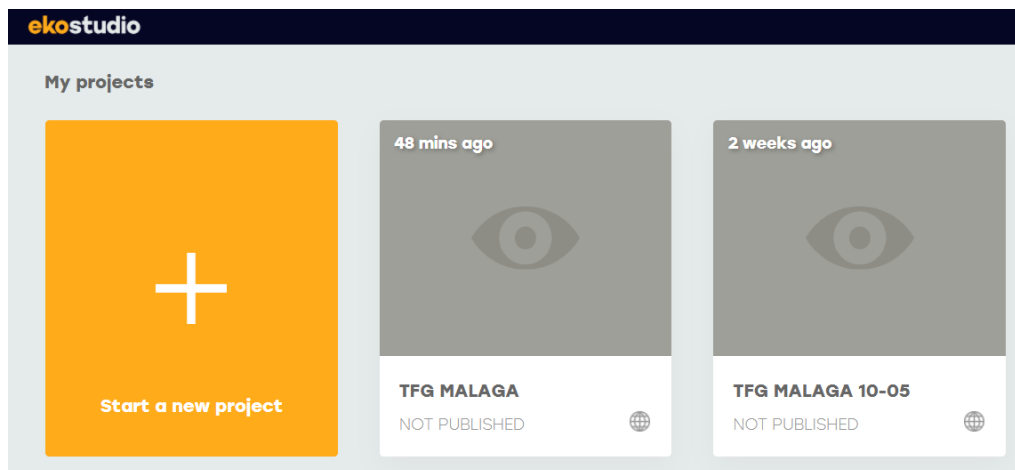 ekostudio
My projects
Start a new project
48 mins ago
TFG MALAGA
NOT PUBLISHED
2 weeks ago
TFG MALAGA 10-05
NOT PUBLISHED